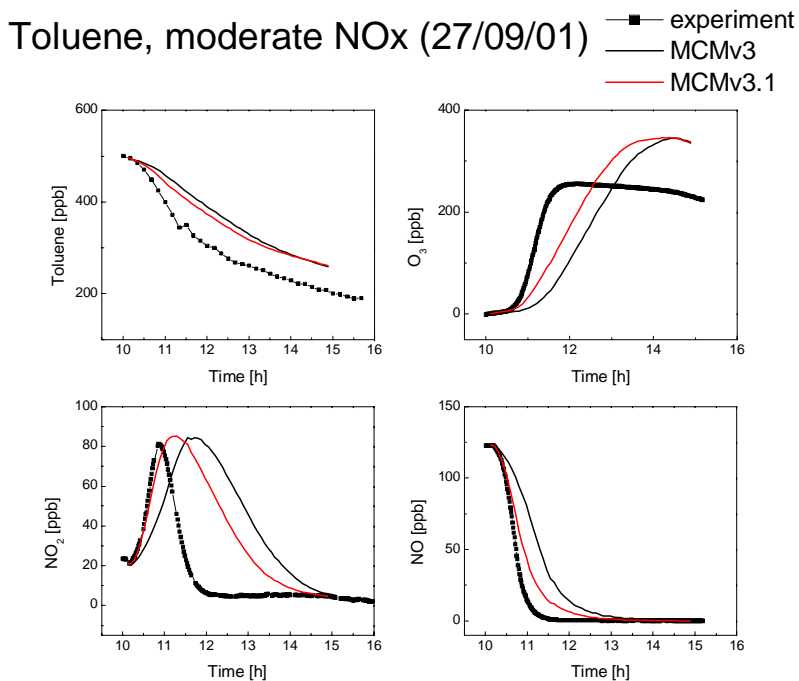 Toluene, moderate NOx (27/09/01)
experiment
MCMv3
MCMv3.1
600
400
200
Toluene [ppb]
10 11 12 13 14 15 16
Time [h]
400
200
0
O3 [ppb]
10 12 14 16
Time [h]
100
80
60
40
20
0
NO2 [ppb]
10 11 12 13 14 15 16
Time [h]
150
100
50
0
NO [ppb]
10 11 12 13 14 15 16
Time [h]